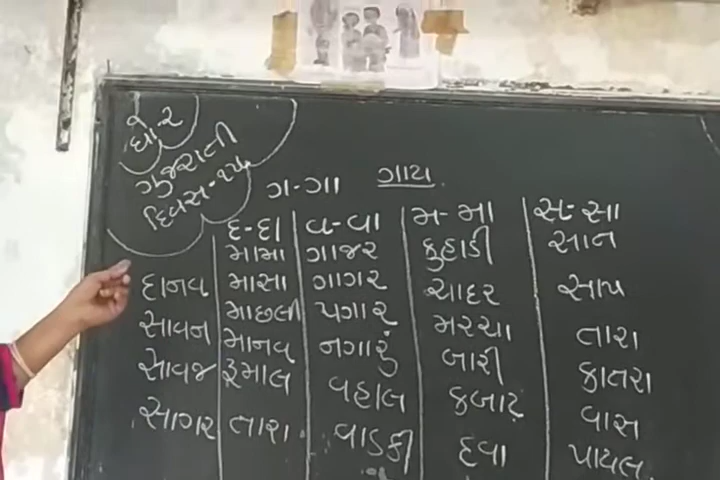 ધો-૨
ગુજરાતી
દિવસ-૨૫
ગ-ગા ગાય
દ-દા વ-વા મ-મા સ-સા
મામા ગાજર કુહાડી સાન
દાનવ માસા ગાગર ચાદર સાપ
સાવન માછલી પગાર મરચા તારા
સાવજ માનવ નગારું બારી કાતરા
રૂમાલ વહાલ કબાટ વાસ
સાગર તારા વાડકી હવા પાયલ